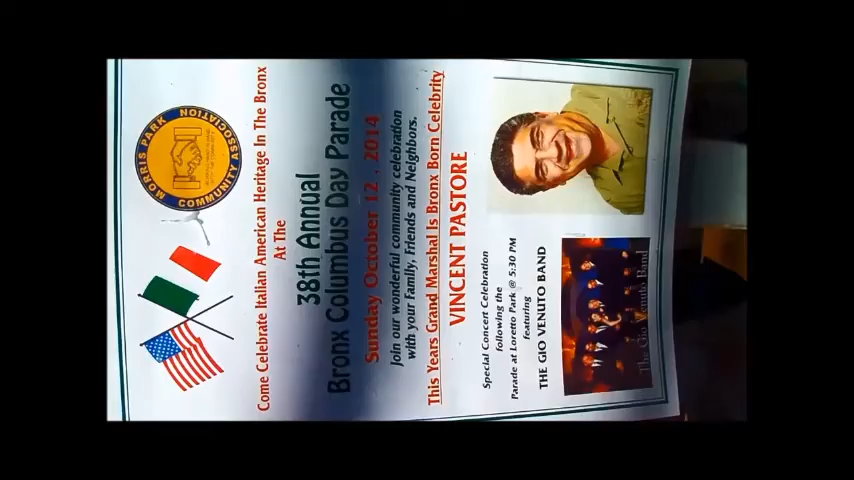 MORRIS PARK
COMMUNITY ASSOCIATION
Come Celebrate Italian American Heritage In The Bronx
At The
38th Annual
Bronx Columbus Day Parade
Sunday October 12, 2014
Join our wonderful community celebration
with your Family, Friends and Neighbors.
This Years Grand Marshal Is Bronx Born Celebrity
VINCENT PASTORE
Special Concert Celebration
following the
Parade at Loreto Park @ 5:30 PM
featuring
THE GIO VENUTO BAND
The Gio Venuto Band